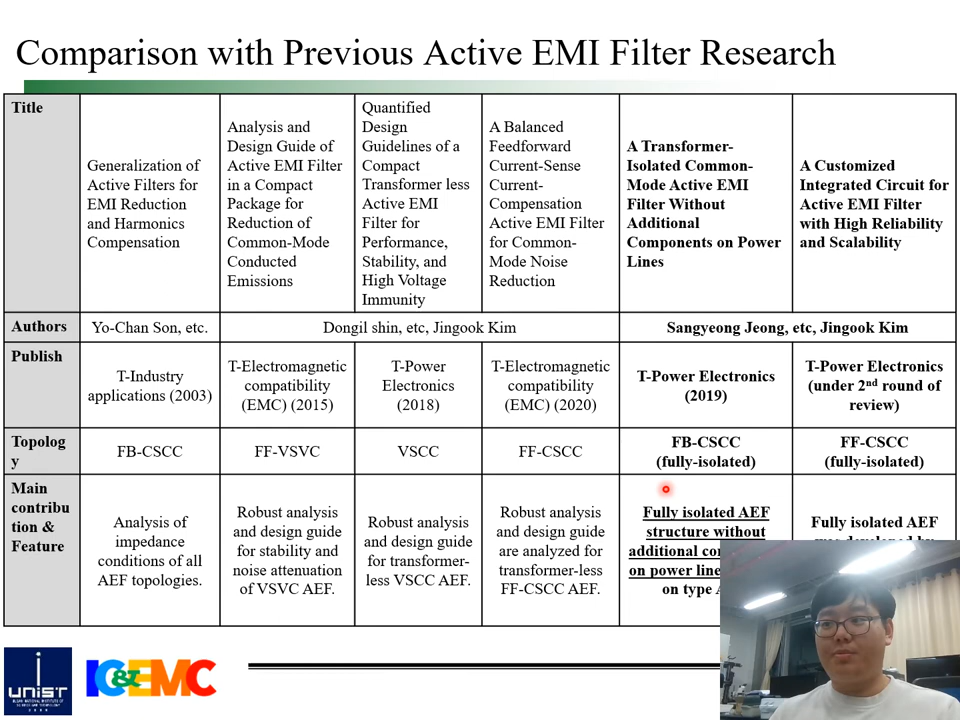 Comparison with Previous Active EMI Filter Research
Title
Generalization of
Active Filters for
EMI Reduction
and Harmonics
Compensation
Analysis and
Design Guide of
Active EMI Filter
in a Compact
Package for
Reduction of
Common-Mode
Conducted
Emissions
Quantified
Design
Guidelines of a
Compact
Transformer less
Active EMI
Filter for
Performance,
Stability, and
High Voltage
Immunity
A Balanced
Feedforward
Current-Sense
Current-
Compensation
Active EMI Filter
for Common-
Mode Noise
Reduction
A Transformer-
Isolated Common-
Mode Active EMI
Filter Without
Additional
Components on Power
Lines
A Customized
Integrated Circuit for
Active EMI Filter
with High Reliability
and Scalability
Authors
Yo-Chan Son, etc.
Dongil shin, etc, Jingook Kim
Sangyeong Jeong, etc, Jingook Kim
Publish
T-Industry
applications (2003)
T-Electromagnetic
compatibility
(EMC) (2015)
T-Power
Electronics
(2018)
T-Electromagnetic
compatibility
(EMC) (2020)
T-Power Electronics
(2019)
T-Power Electronics
(under 2nd round of
review)
Topolog
y
FB-CSCC
FF-VSVC
VSCC
FF-CSCC
FB-CSCC
(fully-isolated)
FF-CSCC
(fully-isolated)
Main
contribu
tion &
Feature
Analysis of
impedance
conditions of all
AEF topologies.
Robust analysis
and design guide
for stability and
noise attenuation
of VSVC AEF.
Robust analysis
and design guide
for transformer-
less VSCC AEF.
Robust analysis
and design guide
are analyzed for
transformer-less
FF-CSCC AEF.
Fully isolated AEF
structure without
additional
on power
on type
Fully isolated AEF
UNIST
IC&EMC